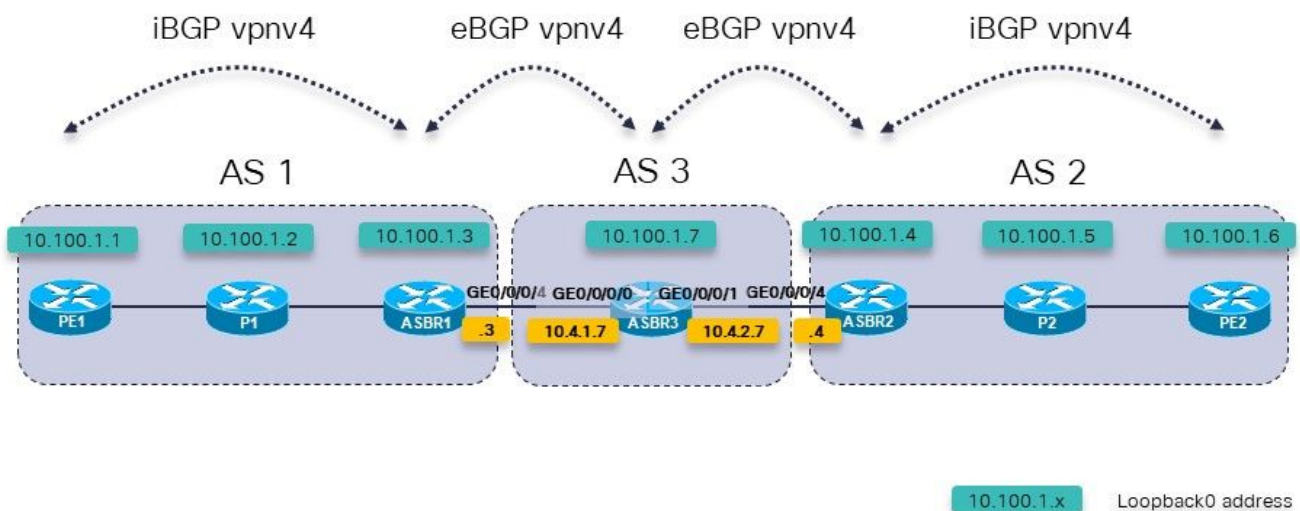 iBGP vpnv4 eBGP vpnv4 eBGP vpnv4 iBGP vpnv4
AS 1 AS 3 AS 2
10.100.1.1 10.100.1.2 10.100.1.3 10.100.1.7 10.100.1.4 10.100.1.5 10.100.1.6
GE0/0/0/4 GE0/0/0/0 GE0/0/0/1 GE0/0/0/4
PE1 P1 ASBR1 ASBR3 ASBR2 P2 PE2
.3 10.4.1.7 10.4.2.7 .4
10.100.1.x Loopback0 address